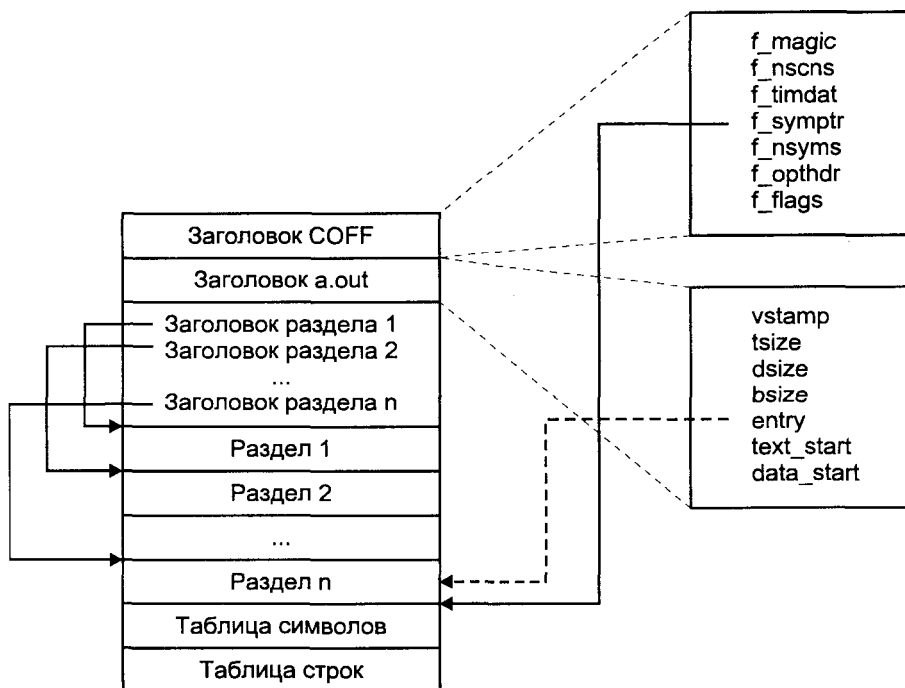 f_magic
f_nscns
f_timdat
f_symptr
f_nsyms
f_opthdr
f_flags
Заголовок COFF
Заголовок a.out
Заголовок раздела 1
Заголовок раздела 2
...
Заголовок раздела n
Раздел 1
Раздел 2
...
Раздел n
Таблица символов
Таблица строк
vstamp
tsize
dsize
bsize
entry
text_start
data_start